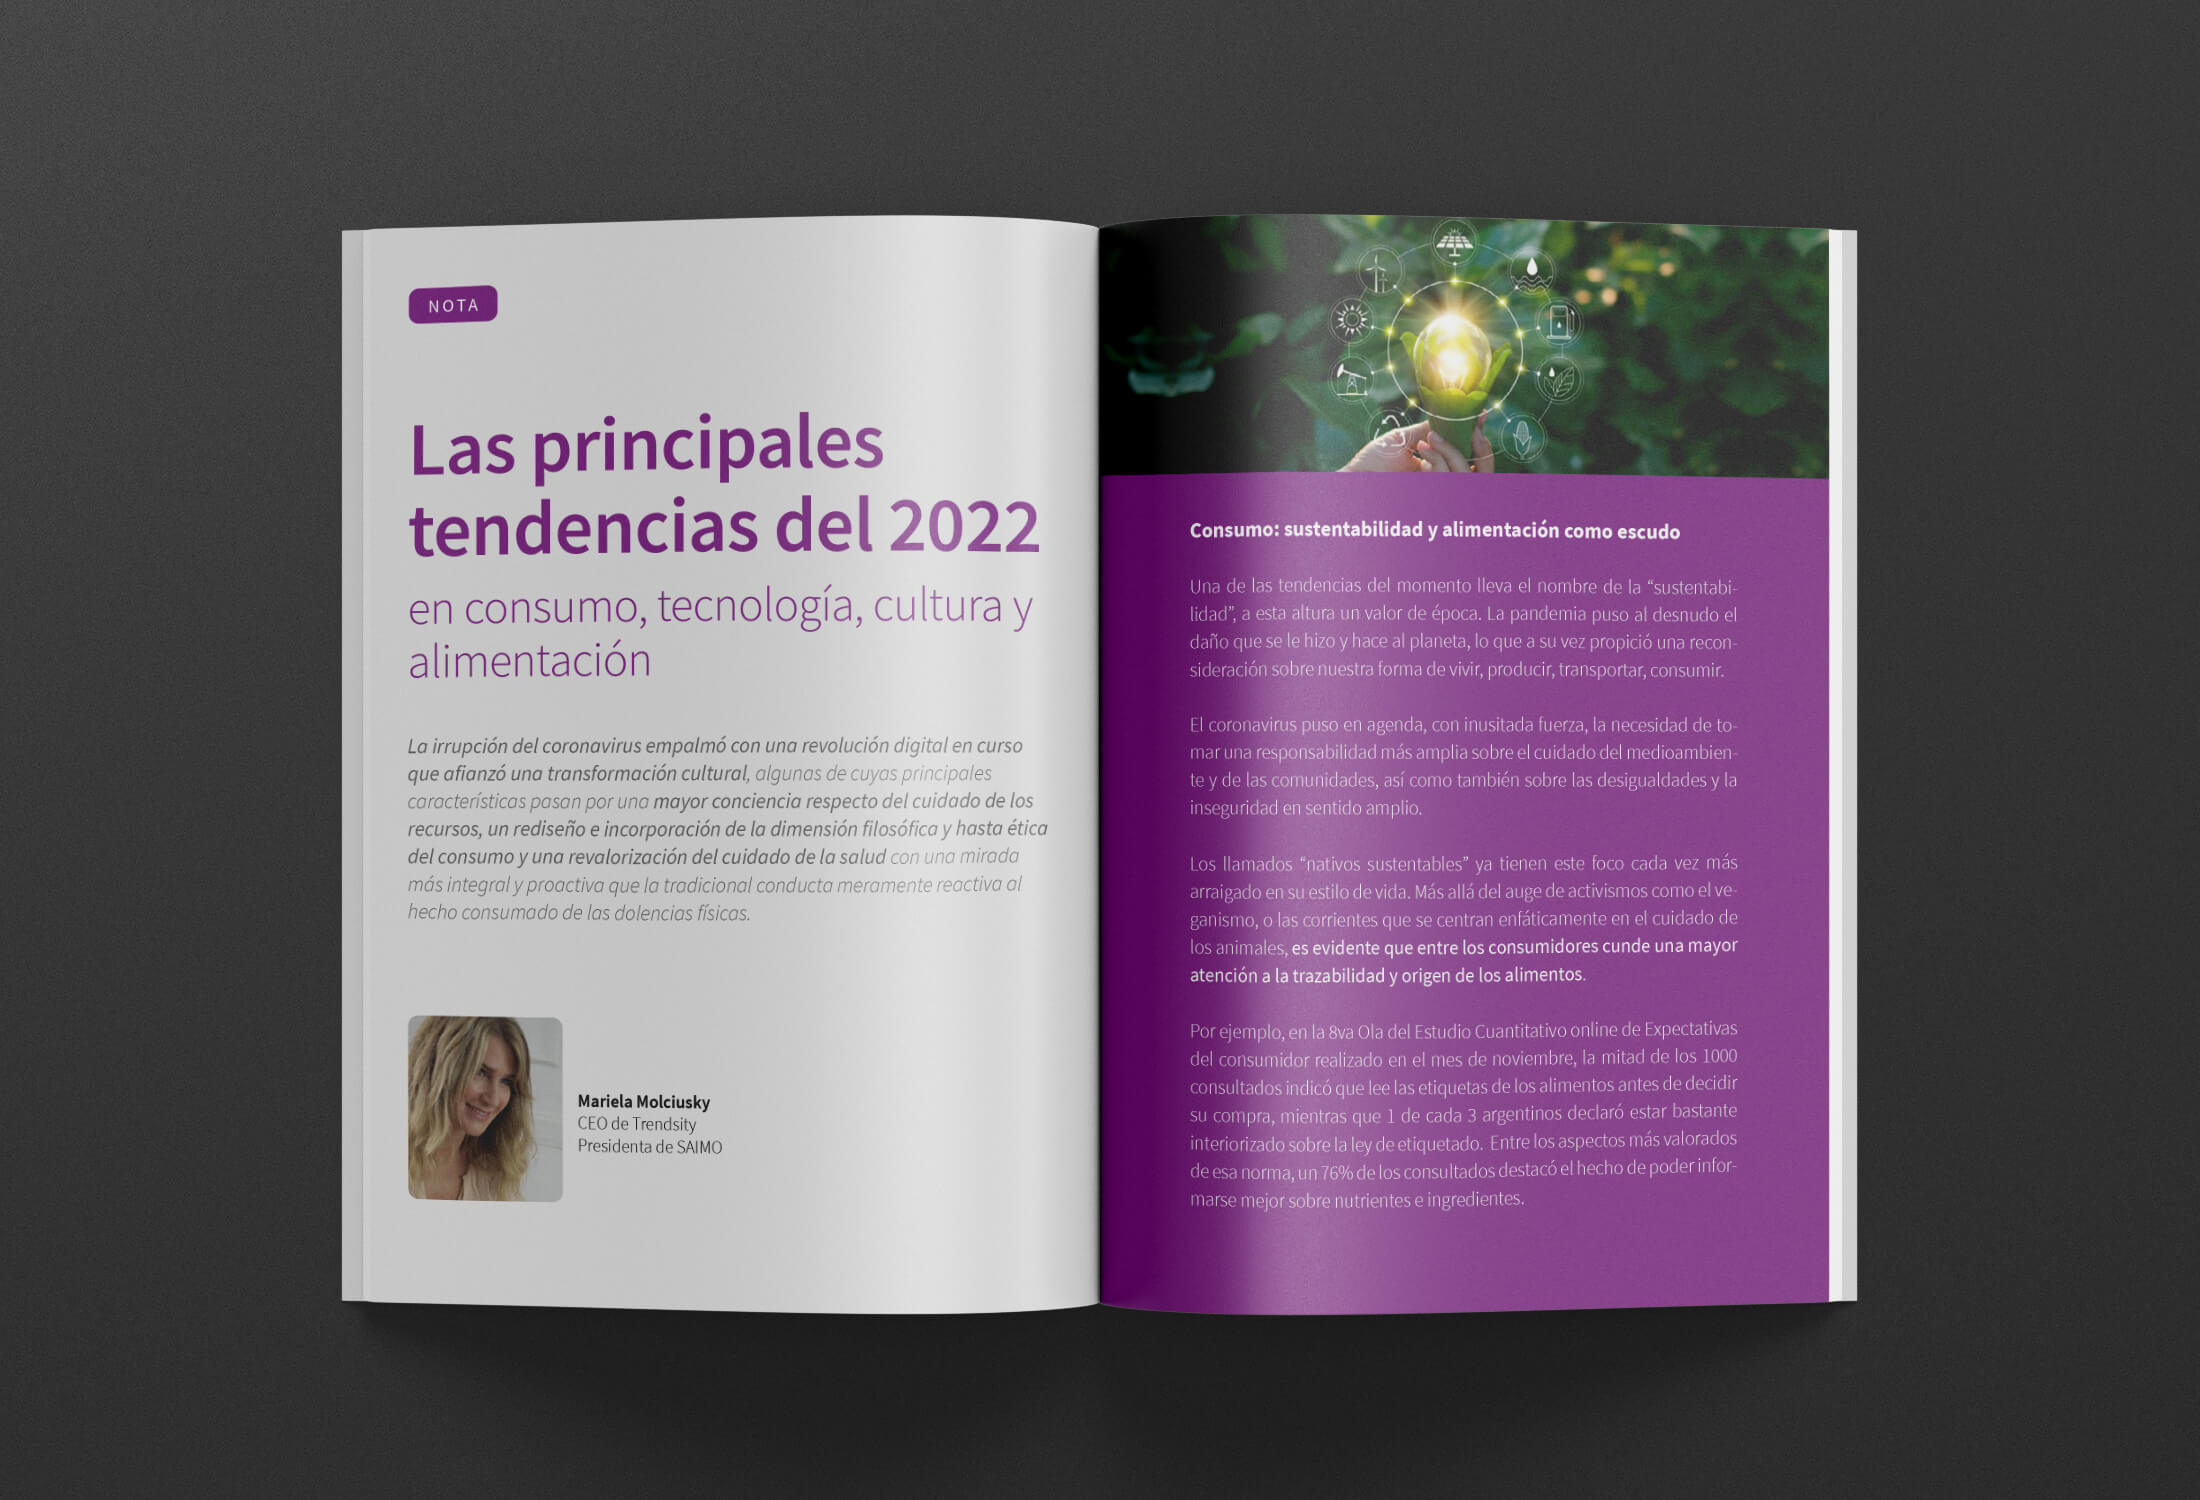 NOTA
Las principales
tendencias del 2022
en consumo, tecnología, cultura y
alimentación
La irrupción del coronavirus empalmó con una revolución digital en curso
que afianzó una transformación cultural, algunas de cuyas principales
características pasan por una mayor conciencia respecto del cuidado de los
recursos, un rediseño e incorporación de la dimensión filosófica y hasta ética
del consumo y una revalorización del cuidado de la salud con una mirada
más integral y proactiva que la tradicional conducta meramente reactiva al
hecho consumado de las dolencias físicas.
Mariela Molciusky
CEO de Trendsity
Presidenta de SAIMO
Consumo: sustentabilidad y alimentación como escudo
Una de las tendencias del momento lleva el nombre de la “sustentabi-
lidad”, a esta altura un valor de época. La pandemia puso al desnudo el
daño que se le hizo y hace al planeta, lo que a su vez propició una recon-
sideración sobre nuestra forma de vivir, producir, transportar, consumir.
El coronavirus puso en agenda, con inusitada fuerza, la necesidad de to-
mar una responsabilidad más amplia sobre el cuidado del medioambien-
te y de las comunidades, así como también sobre las desigualdades y la
inseguridad en sentido amplio.
Los llamados “nativos sustentables” ya tienen este foco cada vez más
arraigado en su estilo de vida. Más allá del auge de activismos como el ve-
ganismo, o las corrientes que se centran enfáticamente en el cuidado de
los animales, es evidente que entre los consumidores cunde una mayor
atención a la trazabilidad y origen de los alimentos.
Por ejemplo, en la 8va Ola del Estudio Cuantitativo online de Expectativas
del consumidor realizado en el mes de noviembre, la mitad de los 1000
consultados indicó que lee las etiquetas de los alimentos antes de decidir
su compra, mientras que 1 de cada 3 argentinos declaró estar bastante
interiorizado sobre la ley de etiquetado. Entre los aspectos más valorados
de esa norma, un 76% de los consultados destacó el hecho de poder infor-
marse mejor sobre nutrientes e ingredientes.